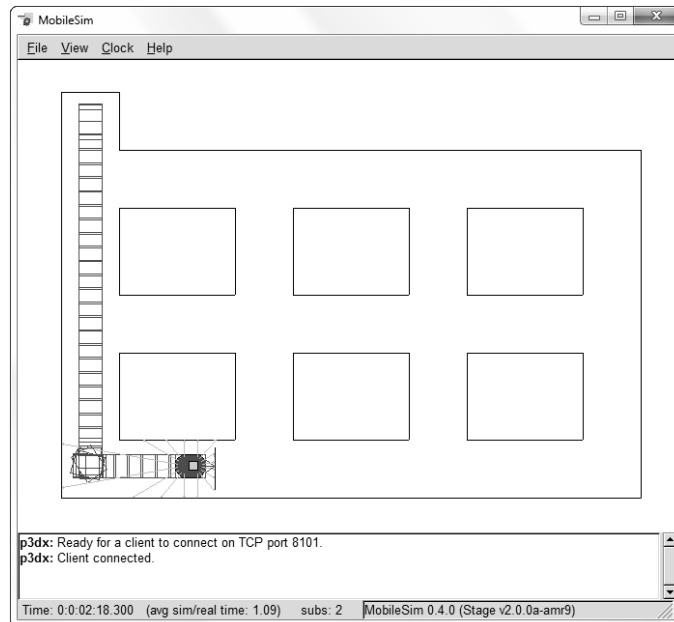 MobileSim
File View Clock Help
p3dx: Ready for a client to connect on TCP port 8101.
p3dx: Client connected.
Time: 0:0:02:18.300 (avg sim/real time: 1.09) subs: 2 MobileSim 0.4.0 (Stage v2.0.0a-amr9)